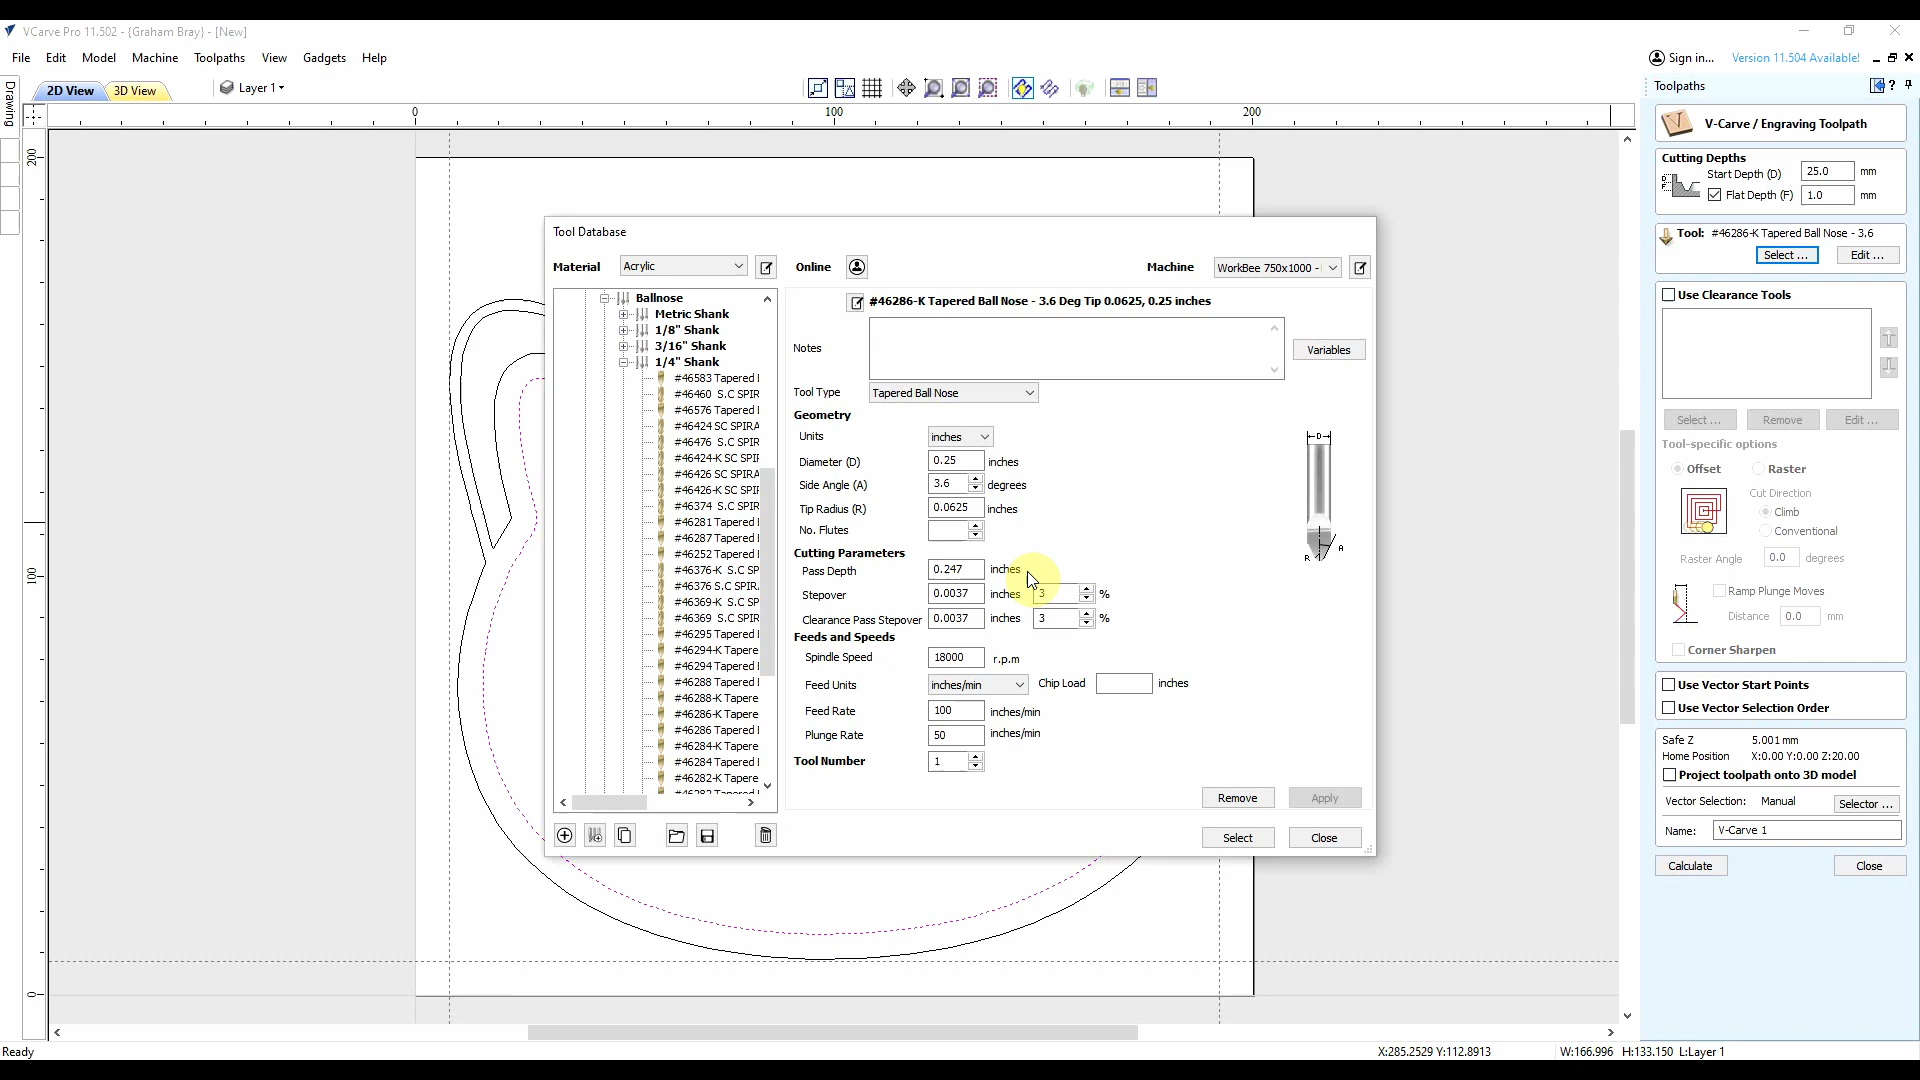 VCarve Pro 11.502 - {Graham Bray} - [New]
File Edit Model Machine Toolpaths View Gadgets Help
Sign in... Version 11.504 Available!
2D View 3D View Layer 1
Drawing
0 100 200
200
100
0
Toolpaths
V-Carve / Engraving Toolpath
Cutting Depths
Start Depth (D) 25.0 mm
Flat Depth (F) 1.0 mm
Tool: #46286-K Tapered Ball Nose - 3.6
Select ... Edit ...
Use Clearance Tools
Select ... Remove Edit ...
Tool-specific options
Offset Raster
Cut Direction
Climb
Conventional
Raster Angle 0.0 degrees
Ramp Plunge Moves
Distance 0.0 mm
Corner Sharpen
Use Vector Start Points
Use Vector Selection Order
Safe Z 5.001 mm
Home Position X:0.00 Y:0.00 Z:20.00
Project toolpath onto 3D model
Vector Selection: Manual Selector ...
Name: V-Carve 1
Calculate Close
Tool Database
Material Acrylic Online Machine WorkBee 750x1000 -
Ballnose
Metric Shank
1/8" Shank
3/16" Shank
1/4" Shank
#46583 Tapered
#46460 S.C SPIR
#46576 Tapered
#46424 SC SPIRA
#46476 S.C SPIR
#46424-K SC SPIF
#46426 SC SPIRA
#46426-K SC SPIF
#46374 S.C SPIR
#46281 Tapered
#46287 Tapered
#46252 Tapered
#46376-K S.C SP
#46376 S.C SPIR
#46369-K S.C SP
#46369 S.C SPIR
#46295 Tapered
#46294-K Tapere
#46294 Tapered
#46288 Tapered
#46288-K Tapere
#46286-K Tapere
#46286 Tapered
#46284-K Tapere
#46284 Tapered
#46282-K Tapere
#46282 Tapered
#46286-K Tapered Ball Nose - 3.6 Deg Tip 0.0625, 0.25 inches
Notes Variables
Tool Type Tapered Ball Nose
Geometry
Units inches
Diameter (D) 0.25 inches
Side Angle (A) 3.6 degrees
Tip Radius (R) 0.0625 inches
No. Flutes
D
R A
Cutting Parameters
Pass Depth 0.247 inches
Stepover 0.0037 inches 3 %
Clearance Pass Stepover 0.0037 inches 3 %
Feeds and Speeds
Spindle Speed 18000 r.p.m
Feed Units inches/min Chip Load inches
Feed Rate 100 inches/min
Plunge Rate 50 inches/min
Tool Number 1
Remove Apply
Select Close
Ready X:285.2529 Y:112.8913 W:166.996 H:133.150 L:Layer 1